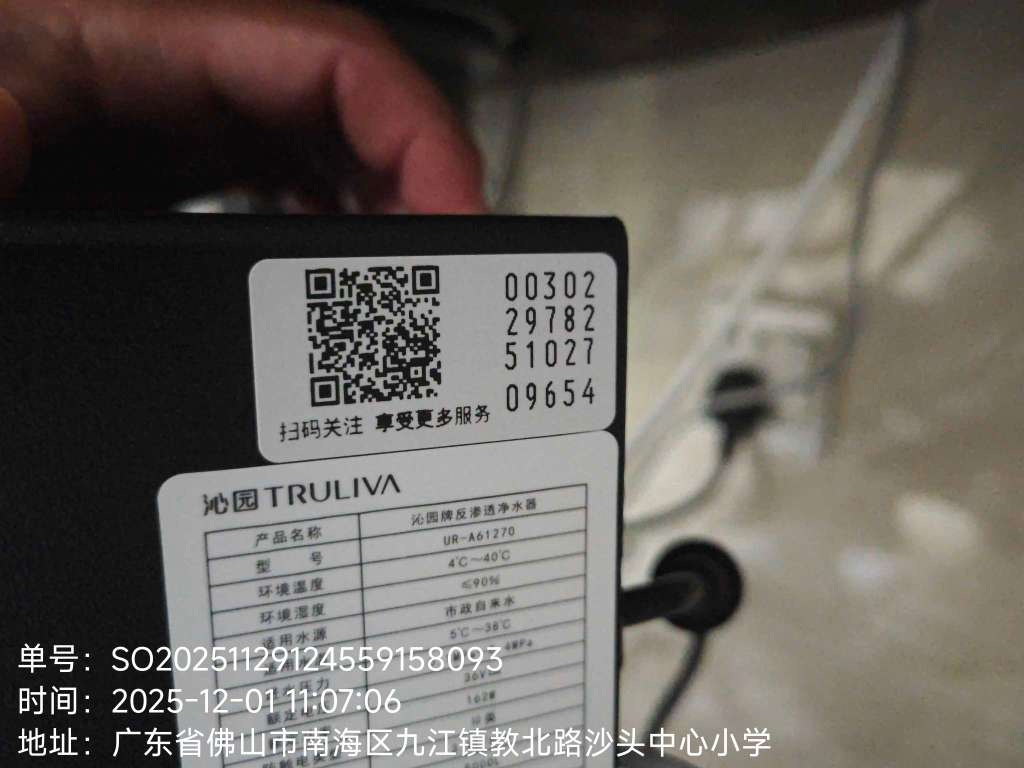 00302
29782
51027
09654
扫码关注 享受更多服务
沁园 TRULIVA
产品名称 沁园牌反渗透净水器
型 号 UR-A61270
环境温度 4℃~40℃
环境湿度 ≤90%
适用水源 市政自来水
5℃~38℃
压力
36V
162W
单号：SO20251129124559158093
时间：2025-12-01 11:07:06
地址：广东省佛山市南海区九江镇教北路沙头中心小学